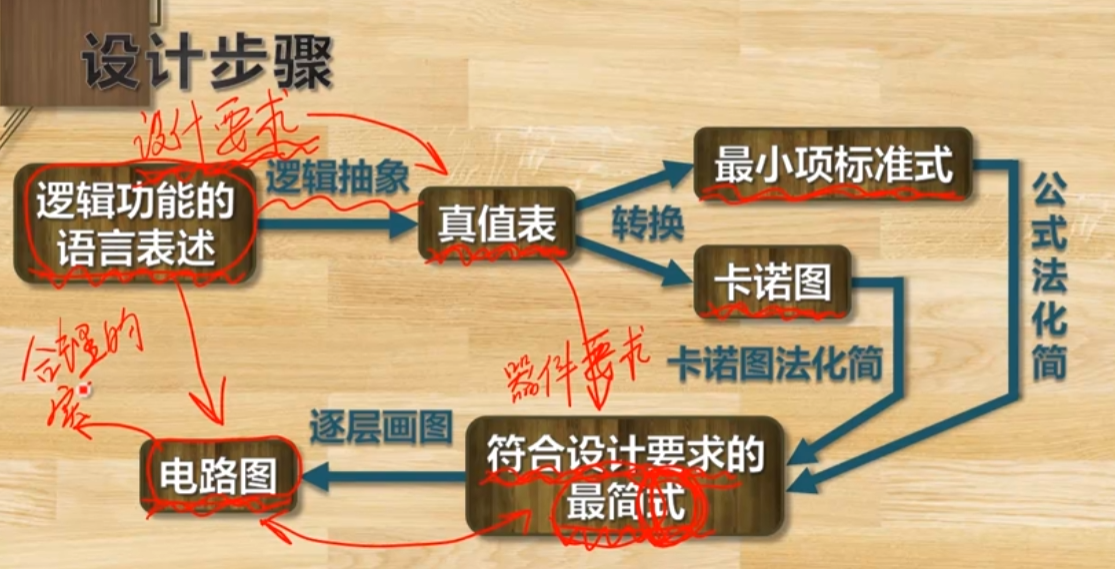 设计步骤
设计要求
逻辑抽象
逻辑功能的
语言表述
真值表
转换
最小项标准式
卡诺图
公式法化简
卡诺图法化简
器件要求
合理的
逐层画图
电路图
符合设计要求的
最简式